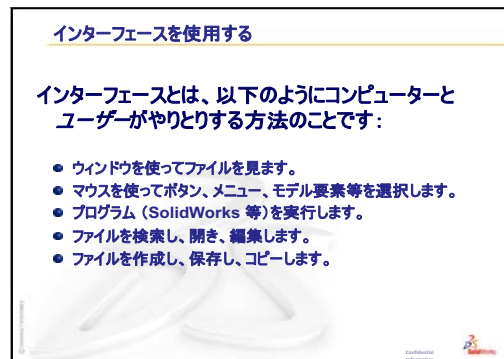 インターフェースを使用する
インターフェースとは、以下のようにコンピューターと
ユーザーがやりとりする方法のことです：
ウィンドウを使ってファイルを見ます。
マウスを使ってボタン、メニュー、モデル要素等を選択します。
プログラム （SolidWorks 等）を実行します。
ファイルを検索し、開き、編集します。
ファイルを作成し、保存し、コピーします。
Confidential
Information
SolidWorks